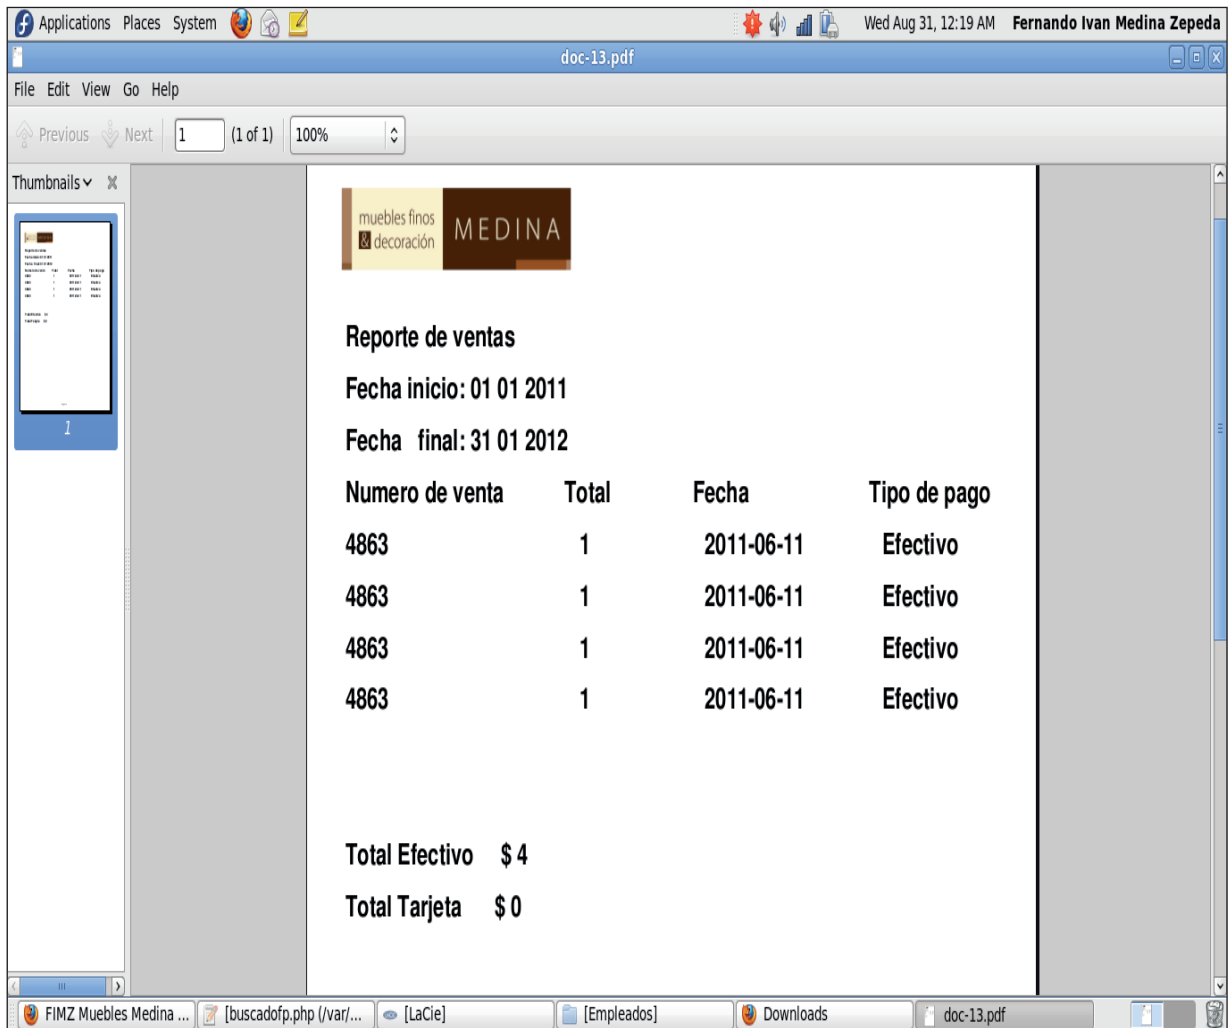 Applications Places System Wed Aug 31, 12:19 AM Fernando Ivan Medina Zepeda
doc-13.pdf
File Edit View Go Help
Previous Next 1 (1 of 1) 100%
Thumbnails
1
muebles finos
& decoración
MEDINA
Reporte de ventas
Fecha inicio: 01 01 2011
Fecha final: 31 01 2012
Numero de venta Total Fecha Tipo de pago
4863 1 2011-06-11 Efectivo
4863 1 2011-06-11 Efectivo
4863 1 2011-06-11 Efectivo
4863 1 2011-06-11 Efectivo
Total Efectivo $ 4
Total Tarjeta $ 0
FIMZ Muebles Medina ... [buscadofp.php (/var/... [LaCie] [Empleados] Downloads doc-13.pdf